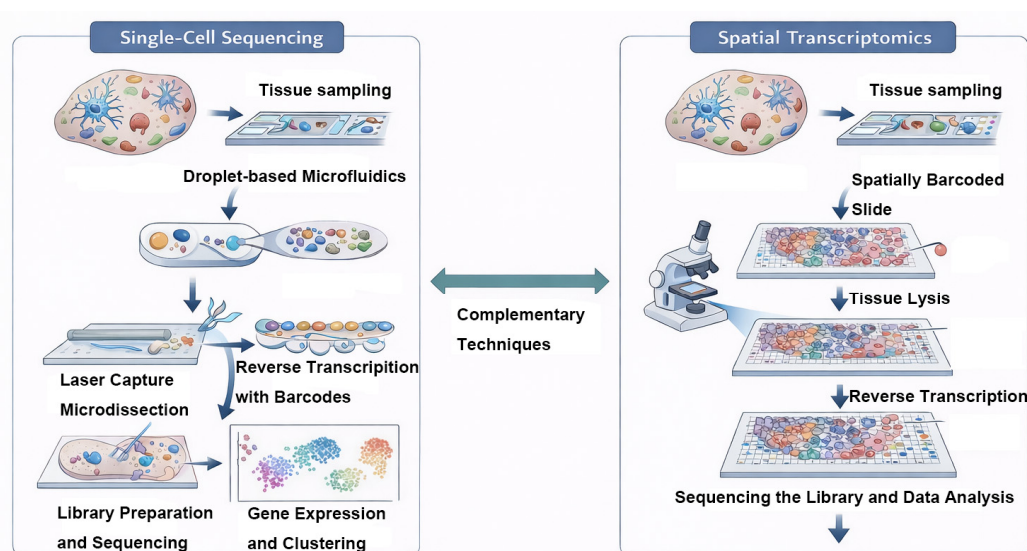 Single-Cell Sequencing
Tissue sampling
Droplet-based Microfluidics
Laser Capture
Microdissection
Reverse Transcripition
with Barcodes
Library Preparation
and Sequencing
Gene Expression
and Clustering
Complementary
Techniques
Spatial Transcriptomics
Tissue sampling
Spatially Barcoded
Slide
Tissue Lysis
Reverse Transcription
Sequencing the Library and Data Analysis